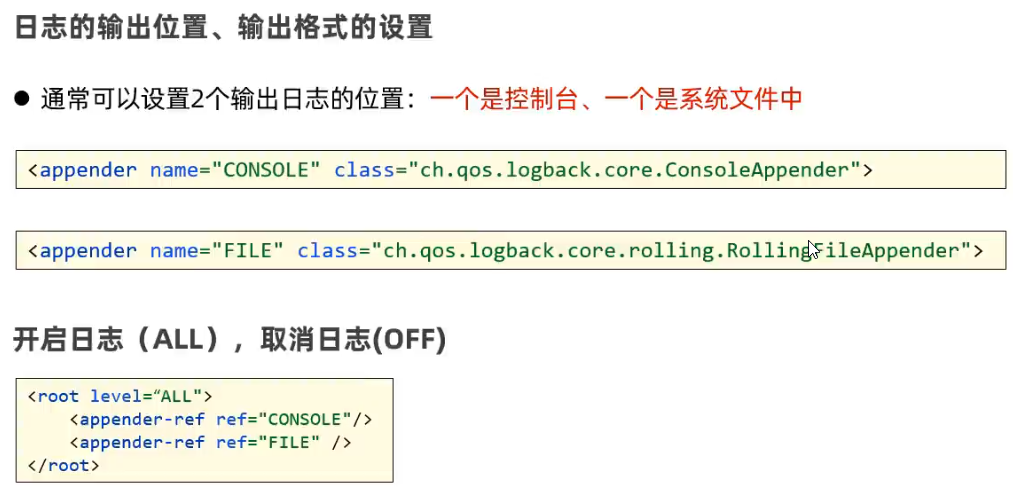 日志的输出位置、输出格式的设置
● 通常可以设置2个输出日志的位置：一个是控制台、一个是系统文件中
<appender name="CONSOLE" class="ch.qos.logback.core.ConsoleAppender">
<appender name="FILE" class="ch.qos.logback.core.rolling.RollingFileAppender">
开启日志（ALL），取消日志(OFF)
<root level=“ALL">
    <appender-ref ref="CONSOLE"/>
    <appender-ref ref="FILE" />
</root>